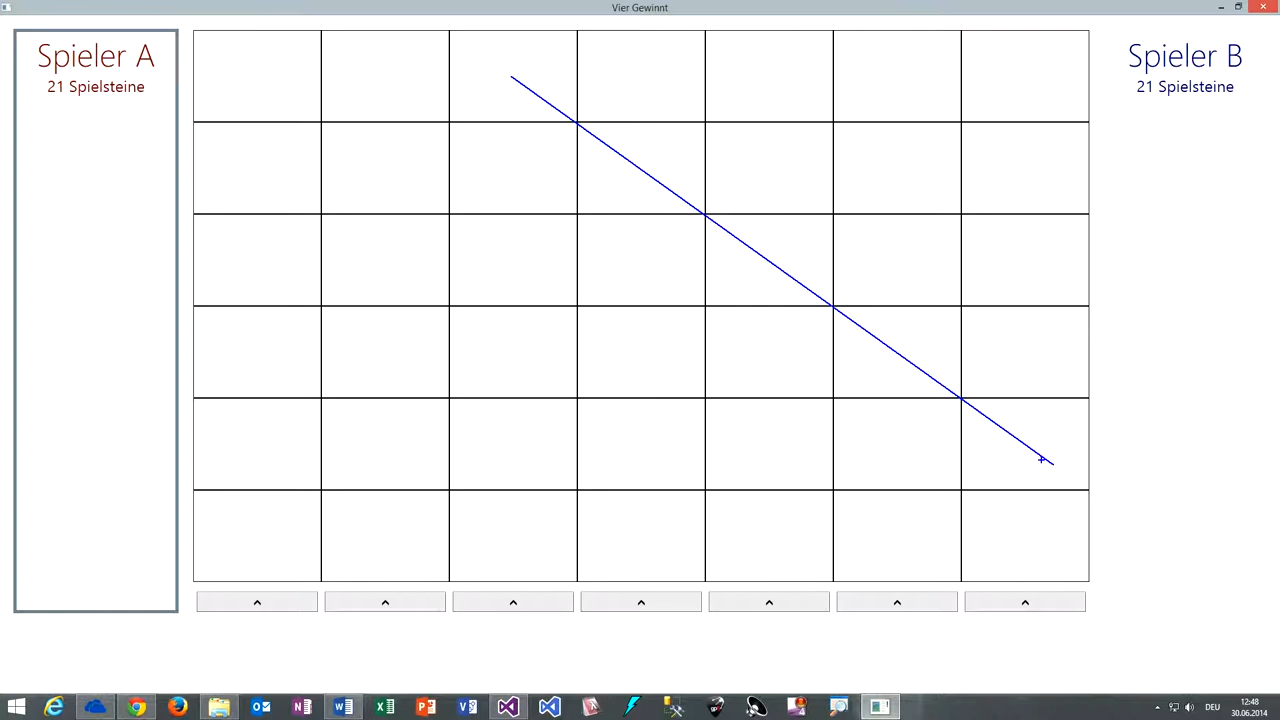 Vier Gewinnt
Spieler A
21 Spielsteine
Spieler B
21 Spielsteine
DEU
12:48
30.06.2014